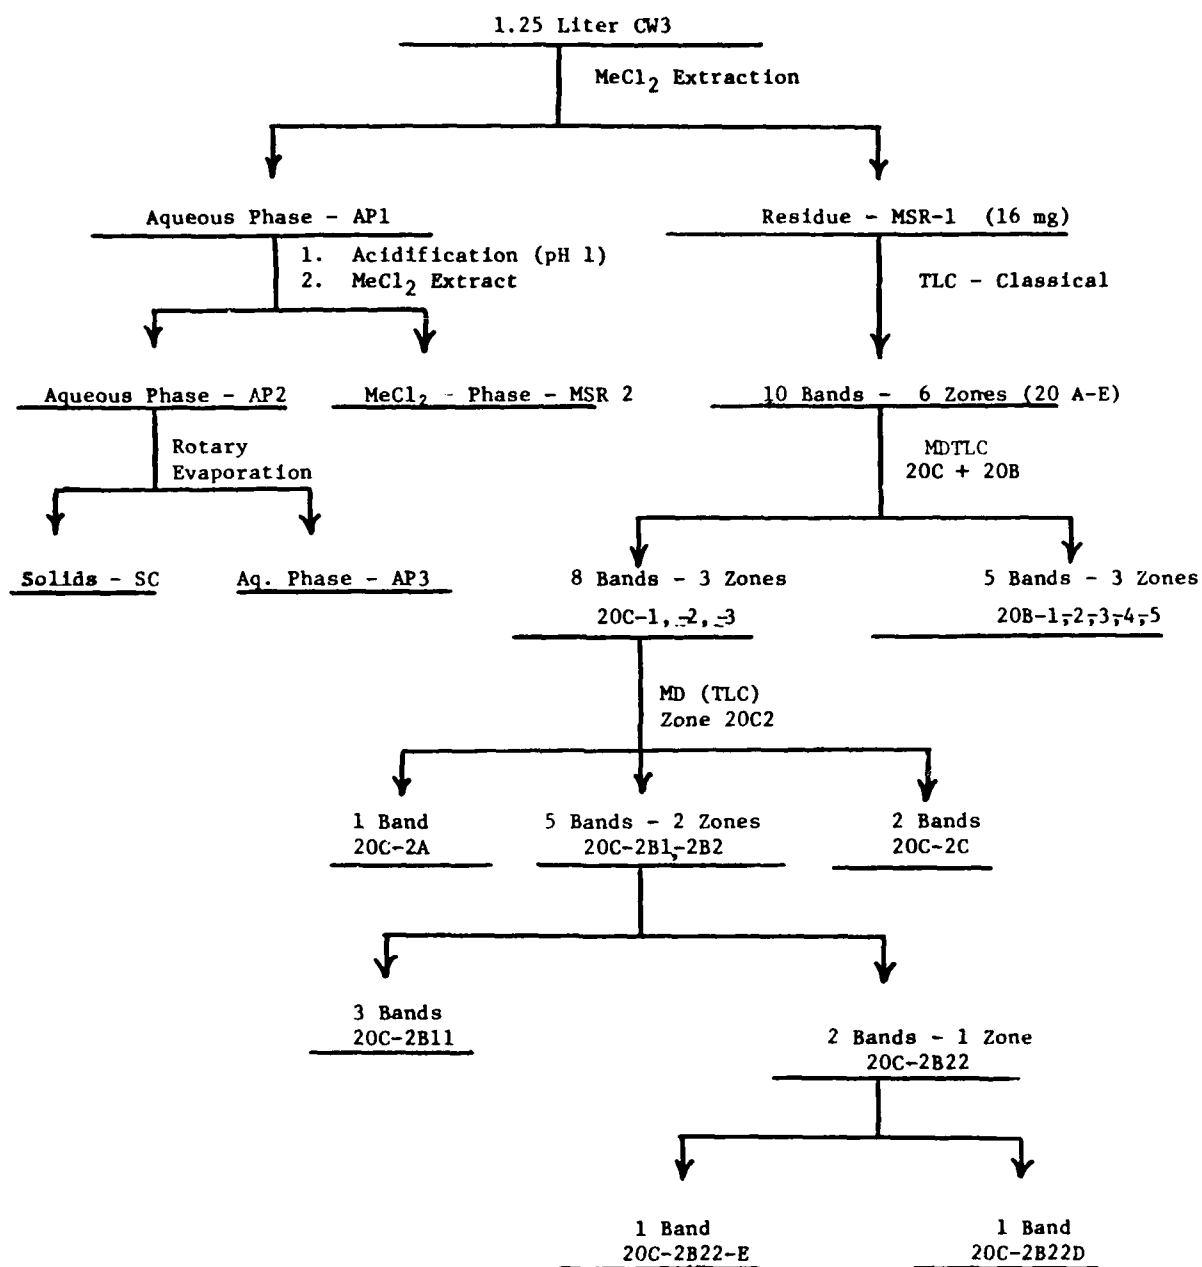 1.25 Liter CW3
MeCl2 Extraction
Aqueous Phase - AP1
Residue - MSR-1 (16 mg)
1. Acidification (pH 1)
2. MeCl2 Extract
TLC - Classical
Aqueous Phase - AP2
MeCl2 - Phase - MSR 2
10 Bands - 6 Zones (20 A-E)
Rotary
Evaporation
MDTLC
20C + 20B
Solids - SC
Aq. Phase - AP3
8 Bands - 3 Zones
20C-1, -2, -3
5 Bands - 3 Zones
20B-1,-2,-3,-4,-5
MD (TLC)
Zone 20C2
1 Band
20C-2A
5 Bands - 2 Zones
20C-2B1,-2B2
2 Bands
20C-2C
3 Bands
20C-2B11
2 Bands - 1 Zone
20C-2B22
1 Band
20C-2B22-E
1 Band
20C-2B22D